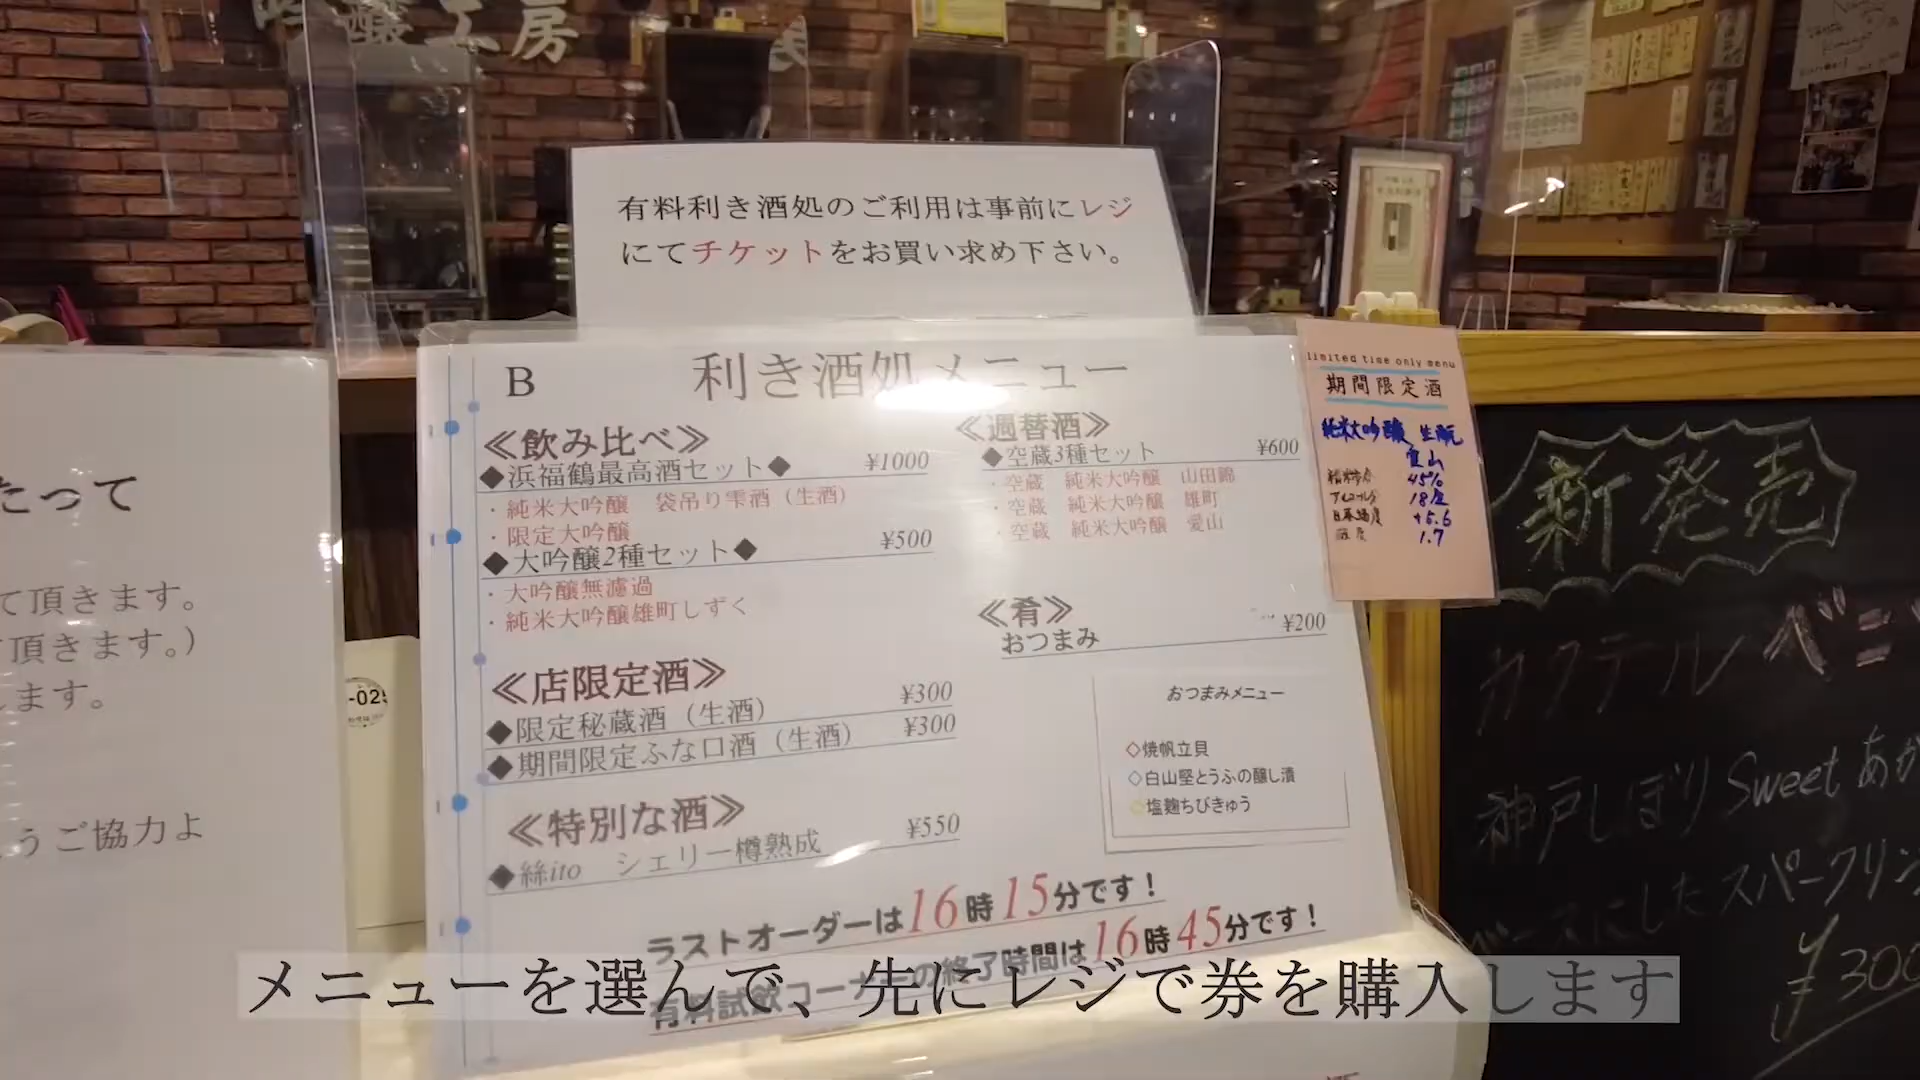 醸工房
有料利き酒処のご利用は事前にレジ
にてチケットをお買い求め下さい。
B 利き酒処メニュー
≪飲み比べ≫
◆浜福鶴最高酒セット◆ ¥1000
・純米大吟醸 袋吊り雫酒（生酒）
・限定大吟醸
◆大吟醸2種セット◆ ¥500
・大吟醸無濾過
・純米大吟醸雄町しずく
≪店限定酒≫
◆限定秘蔵酒（生酒） ¥300
◆期間限定ふな口酒（生酒） ¥300
≪特別な酒≫
◆絲ito シェリー樽熟成 ¥550
≪週替酒≫
◆空蔵3種セット ¥600
・空蔵 純米大吟醸 山田錦
・空蔵 純米大吟醸 雄町
・空蔵 純米大吟醸 愛山
≪肴≫
おつまみ ¥200
おつまみメニュー
◇焼帆立貝
◇白山堅とうふの醸し漬
◇塩麹ちびきゅう
ラストオーダーは16時15分です！
有料試飲コーナーの終了時間は16時45分です！
limited time only menu
期間限定酒
純米大吟醸 生酛
愛山
精米歩合 45%
アルコール分 18度
日本酒度 +5.6
酸度 1.7
新発売
カクテルベ
神戸しぼり Sweet あか
ベースにしたスパークリン
¥300
たって
て頂きます。
頂きます。）
します。
うご協力よ
-025
メニューを選んで、先にレジで券を購入します